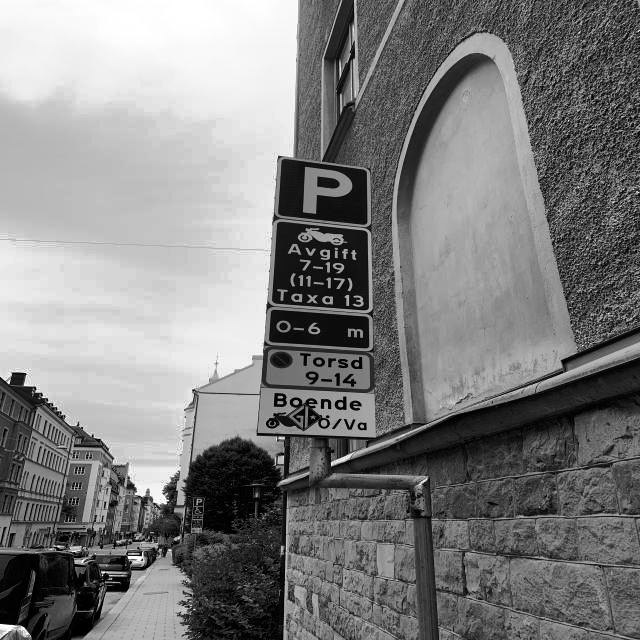 P
Avgift
7-19
(11-17)
Taxa 13
0-6 m
Torsd
9-14
Boende
Ö/Va